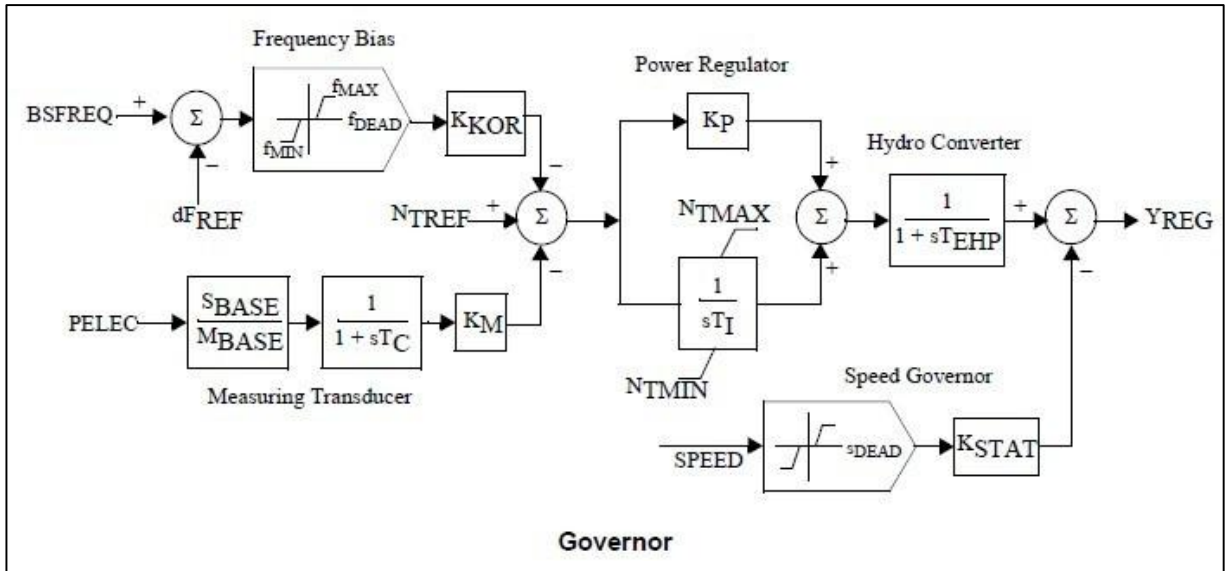 Frequency Bias
BSFREQ
+
Σ
−
dFREF
fMAX
fDEAD
fMIN
KKOR
−
NTREF
+
Σ
−
PELEC
SBASE
MBASE
1
1 + sTC
KM
Measuring Transducer
Power Regulator
KP
+
NTMAX
1
sTI
NTMIN
Σ
+
Hydro Converter
1
1 + sTEHP
+
Σ
−
YREG
Speed Governor
SPEED
sDEAD
KSTAT
Governor